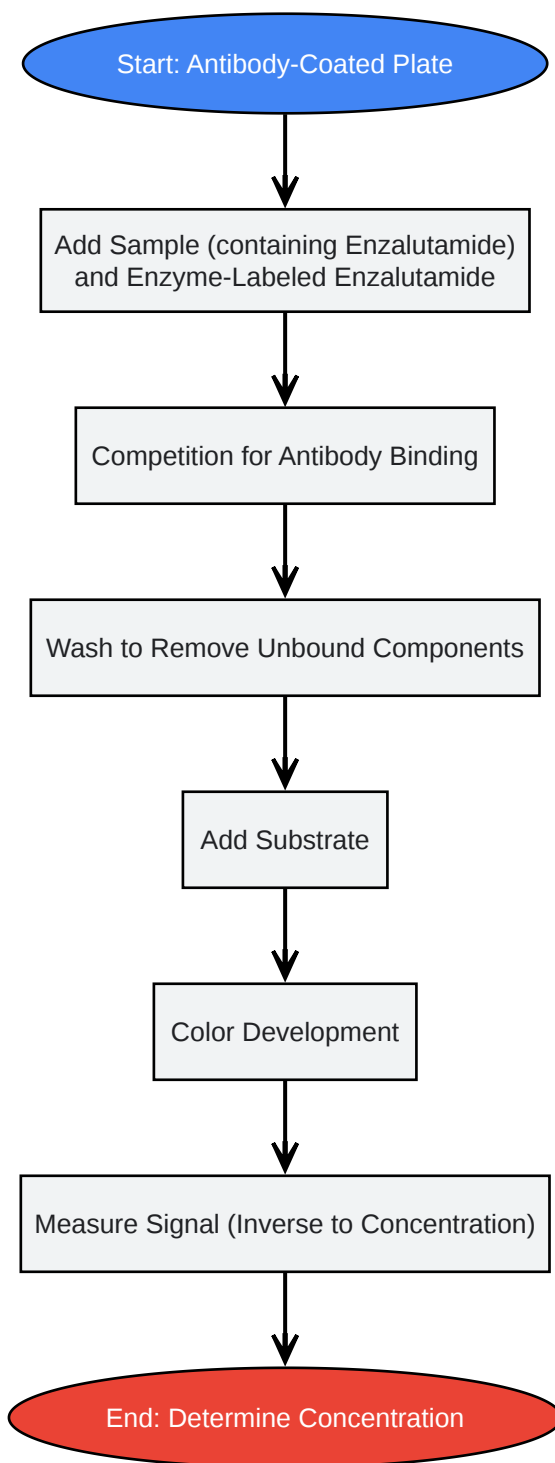 Start: Antibody-Coated Plate
Add Sample (containing Enzalutamide)
and Enzyme-Labeled Enzalutamide
Competition for Antibody Binding
Wash to Remove Unbound Components
Add Substrate
Color Development
Measure Signal (Inverse to Concentration)
End: Determine Concentration